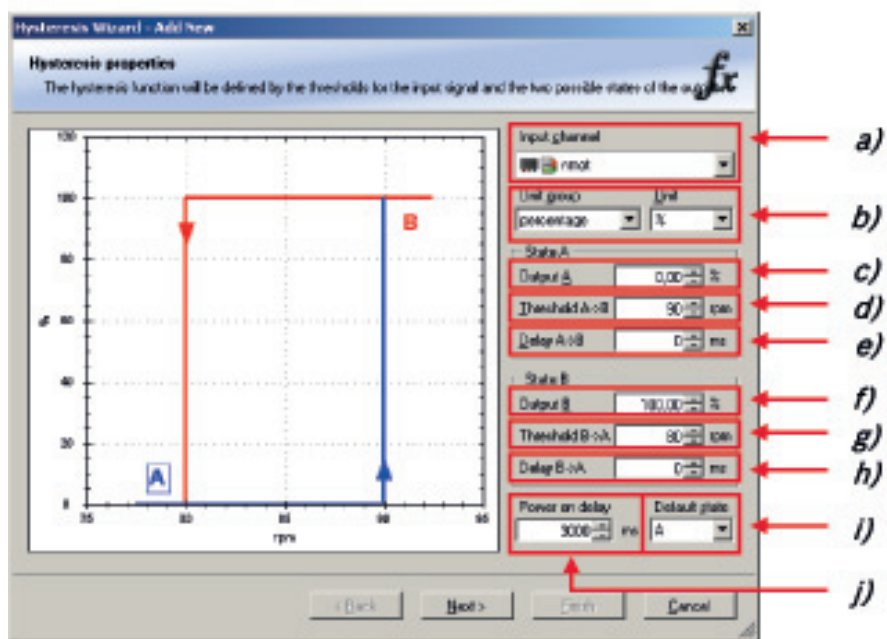 Hysteresis Wizard - Add New
Hysteresis properties
The hysteresis function will be defined by the thresholds for the input signal and the two possible states of the
fx
120
100
80
60
40
20
0
%
75
80
85
90
95
rpm
A
B
Input channel
nmot
Unit group
Unit
percentage
%
State A
Output A
0,00
%
Threshold A->B
90
rpm
Delay A->B
0
ms
State B
Output B
100,00
%
Threshold B->A
80
rpm
Delay B->A
0
ms
Power on delay
Default state
3000
ms
A
< Back
Next >
Finish
Cancel
a)
b)
c)
d)
e)
f)
g)
h)
i)
j)